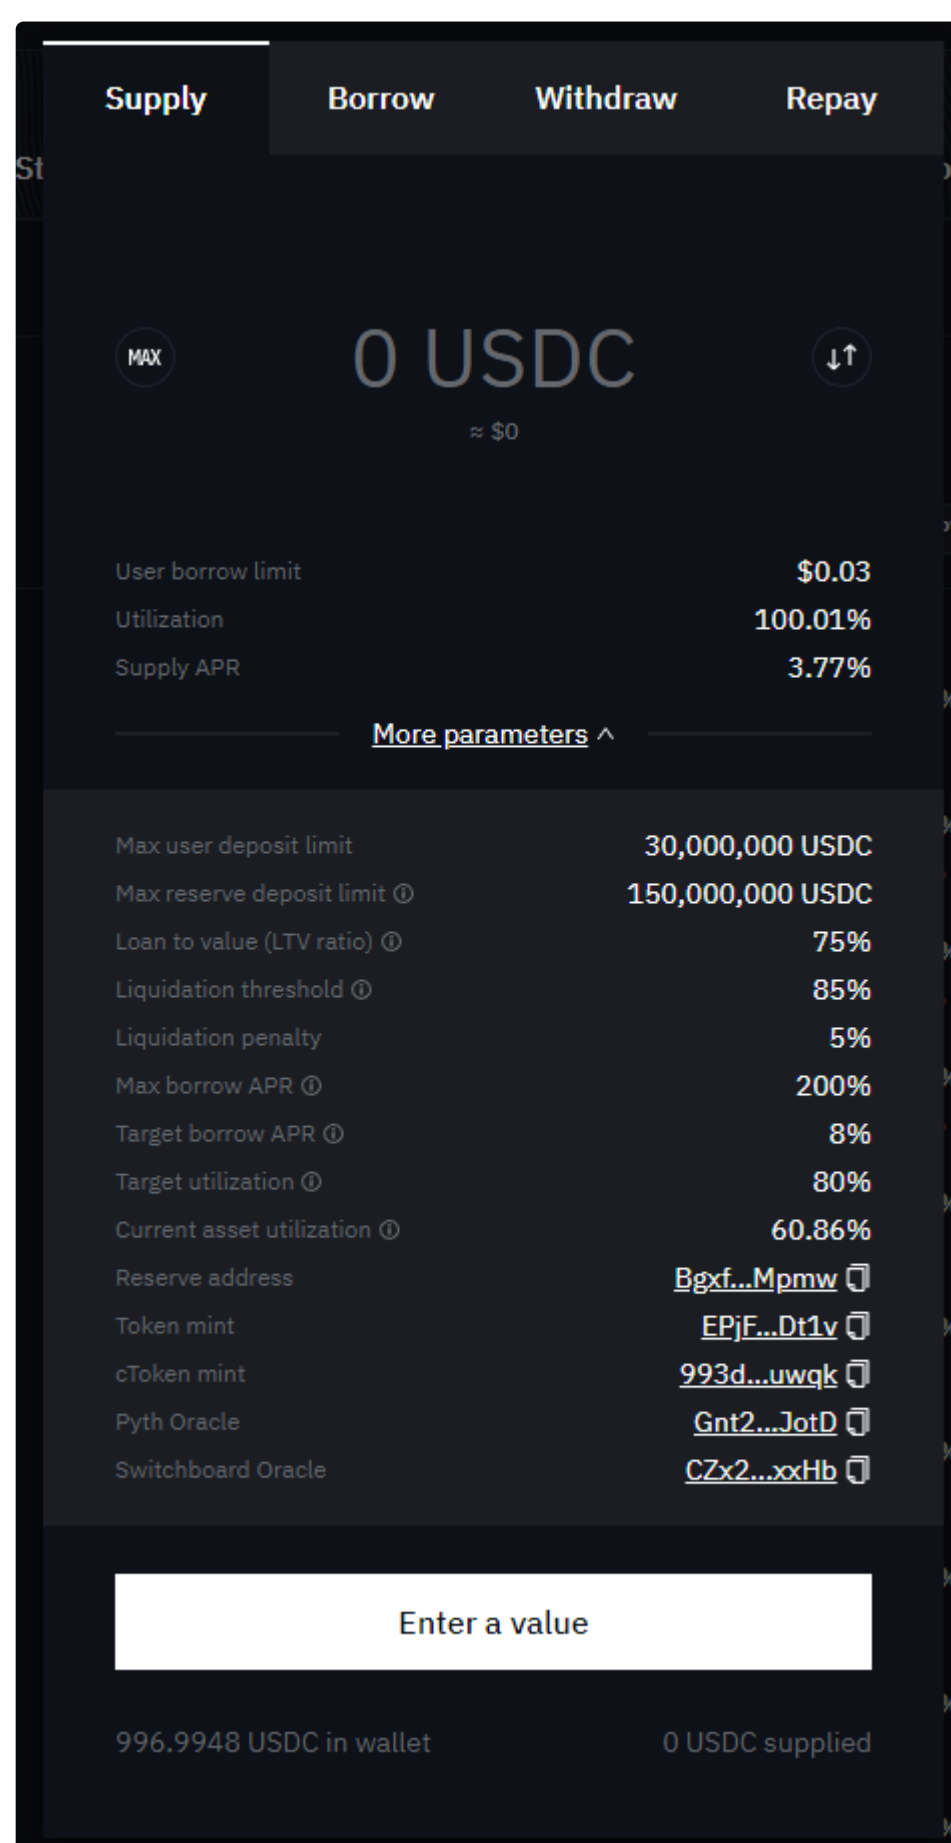 Supply Borrow Withdraw Repay
St
MAX 0 USDC ↓↑
≈ $0
User borrow limit $0.03
Utilization 100.01%
Supply APR 3.77%
More parameters ^
Max user deposit limit 30,000,000 USDC
Max reserve deposit limit 150,000,000 USDC
Loan to value (LTV ratio) 75%
Liquidation threshold 85%
Liquidation penalty 5%
Max borrow APR 200%
Target borrow APR 8%
Target utilization 80%
Current asset utilization 60.86%
Reserve address Bgxf...Mpmw
Token mint EPjF...Dt1v
cToken mint 993d...uwqk
Pyth Oracle Gnt2...JotD
Switchboard Oracle CZx2...xxHb
Enter a value
996.9948 USDC in wallet 0 USDC supplied